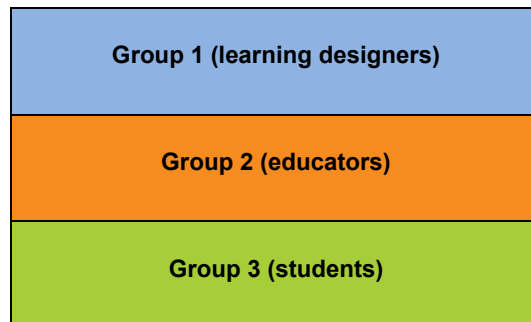 Group 1 (learning designers)
Group 2 (educators)
Group 3 (students)